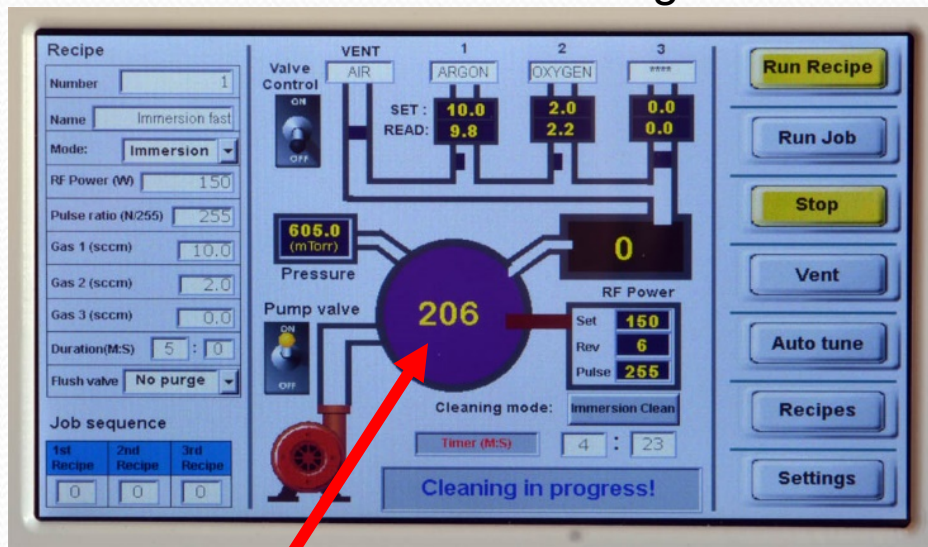 Recipe
Number 1
Name Immersion fast
Mode: Immersion
RF Power (W) 150
Pulse ratio (N/255) 255
Gas 1 (sccm) 10.0
Gas 2 (sccm) 2.0
Gas 3 (sccm) 0.0
Duration(M:S) 5 : 0
Flush valve No purge
Job sequence
1st Recipe 2nd Recipe 3rd Recipe
0 0 0
VENT 1 2 3
Valve Control
AIR ARGON OXYGEN ****
ON
OFF
SET : 10.0 2.0 0.0
READ: 9.8 2.2 0.0
605.0
(mTorr)
Pressure
0
206
Pump valve
ON
OFF
RF Power
Set 150
Rev 6
Pulse 255
Cleaning mode: Immersion Clean
Timer (M:S) 4 : 23
Cleaning in progress!
Run Recipe
Run Job
Stop
Vent
Auto tune
Recipes
Settings